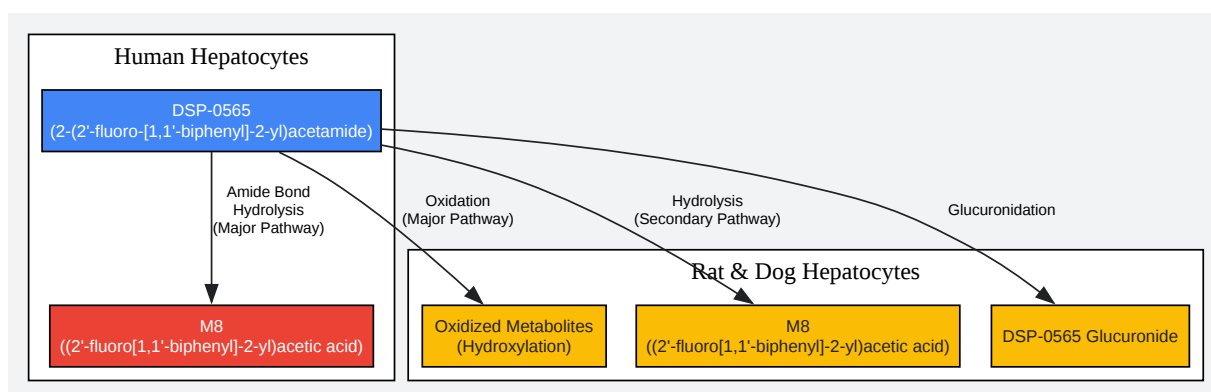 Human Hepatocytes
DSP-0565
(2-(2'-fluoro-[1,1'-biphenyl]-2-yl)acetamide)
Amide Bond
Hydrolysis
(Major Pathway)
Oxidation
(Major Pathway)
Hydrolysis
(Secondary Pathway)
Glucuronidation
Rat & Dog Hepatocytes
M8
((2'-fluoro[1,1'-biphenyl]-2-yl)acetic acid)
Oxidized Metabolites
(Hydroxylation)
M8
((2'-fluoro[1,1'-biphenyl]-2-yl)acetic acid)
DSP-0565 Glucuronide